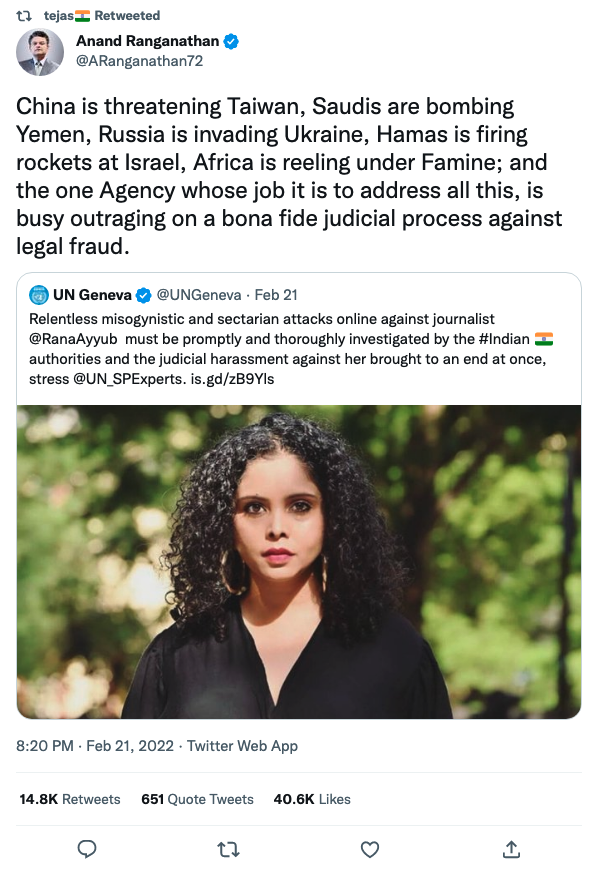 tejas🇮🇳 Retweeted
Anand Ranganathan
@ARanganathan72
China is threatening Taiwan, Saudis are bombing
Yemen, Russia is invading Ukraine, Hamas is firing
rockets at Israel, Africa is reeling under Famine; and
the one Agency whose job it is to address all this, is
busy outraging on a bona fide judicial process against
legal fraud.
UN Geneva @UNGeneva · Feb 21
Relentless misogynistic and sectarian attacks online against journalist
@RanaAyyub must be promptly and thoroughly investigated by the #Indian 🇮🇳
authorities and the judicial harassment against her brought to an end at once,
stress @UN_SPExperts. is.gd/zB9Yls
8:20 PM · Feb 21, 2022 · Twitter Web App
14.8K Retweets 651 Quote Tweets 40.6K Likes